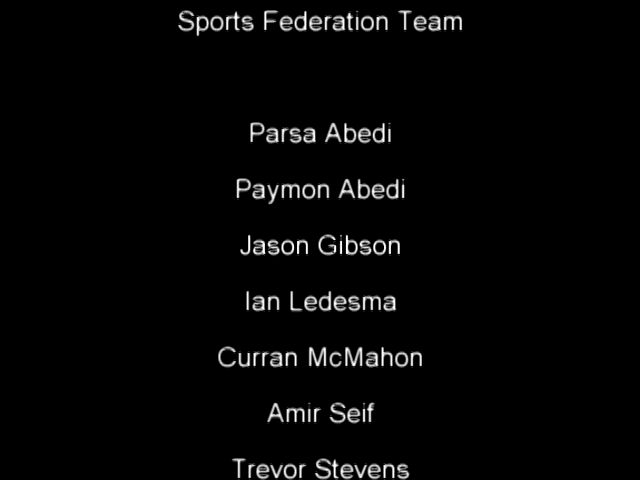 Sports Federation Team
Parsa Abedi
Paymon Abedi
Jason Gibson
Ian Ledesma
Curran McMahon
Amir Seif
Trevor Stevens